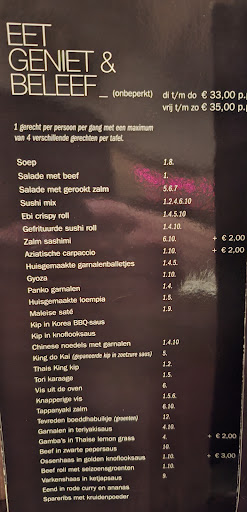 EET
GENIET &
BELEEF_ (onbeperkt)
di t/m do € 33,00 p.
vrij t/m zo € 35,00 p.
1 gerecht per persoon per gang met een maximum
van 4 verschillende gerechten per tafel.
Soep 1.8.
Salade met beef 1.
Salade met gerookt zalm 5.6.7
Sushi mix 1.2.4.6.10
Ebi crispy roll 1.4.5.10
Gefrituurde sushi roll 1.4.10.
Zalm sashimi 6.10. + € 2,00
Aziatische carpaccio 1.10. + € 2,00
Huisgemaakte garnalenballetjes 1.4.5.
Gyoza 1.10.
Panko garnalen 1.4.
Huisgemaakte loempia 1.8.
Maleise saté 1.9.
Kip in Korea BBQ-saus
Kip in knoflooksaus
Chinese noedels met garnalen 1.4.10
King do Kai (gepaneerde kip in zoetzure saus) 5.
Thais King kip 1.2.
Tori karaage 1.5.
Vis uit de oven 6.
Knapperige vis 1.5.6.
Tappanyaki zalm 6.10.
Tevreden boeddhabuikje (groenten) 12.
Garnalen in teriyakisaus 4.10.
Gamba's in Thaise lemon grass 4. + € 2,00
Beef in zwarte pepersaus 10.
Ossenhaas in golden knoflooksaus 1.10. + € 3,00
Beef roll met seizoensgroenten 1.10.
Varkenshaas in ketjapsaus 9.
Eend in rode curry en ananas
Spareribs met kruidenpoeder